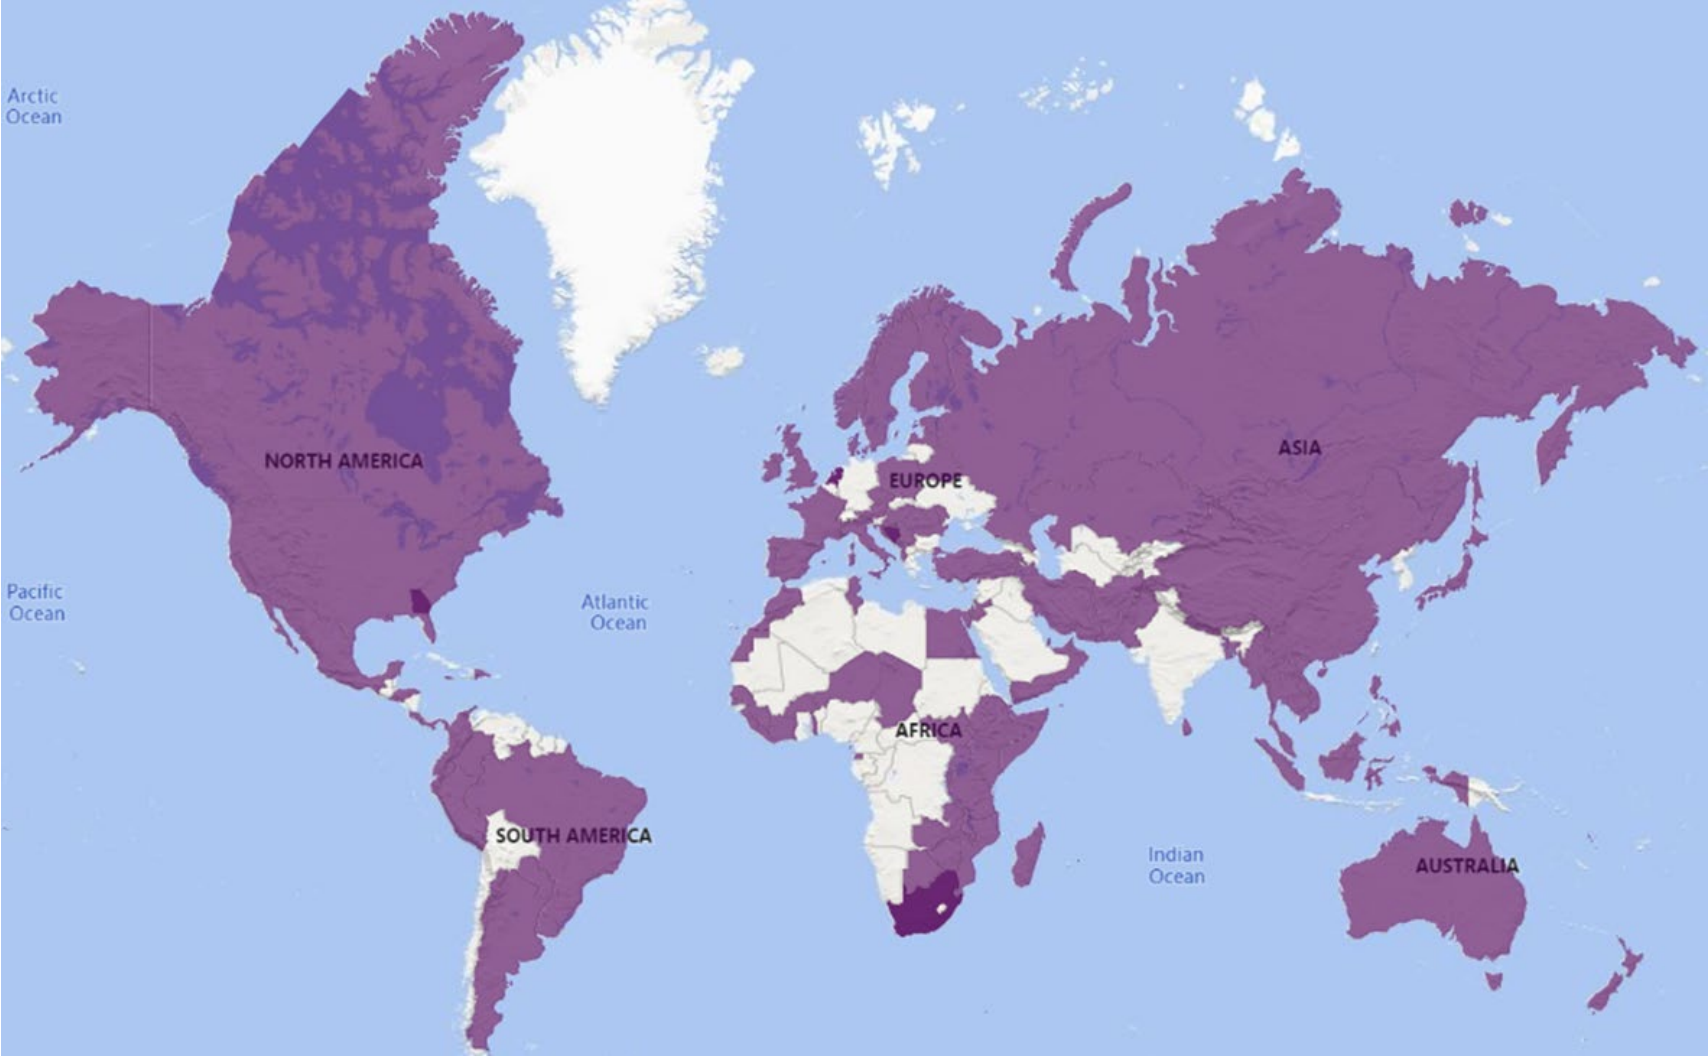 Arctic
Ocean
NORTH AMERICA
ASIA
EUROPE
Pacific
Ocean
Atlantic
Ocean
AFRICA
SOUTH AMERICA
Indian
Ocean
AUSTRALIA